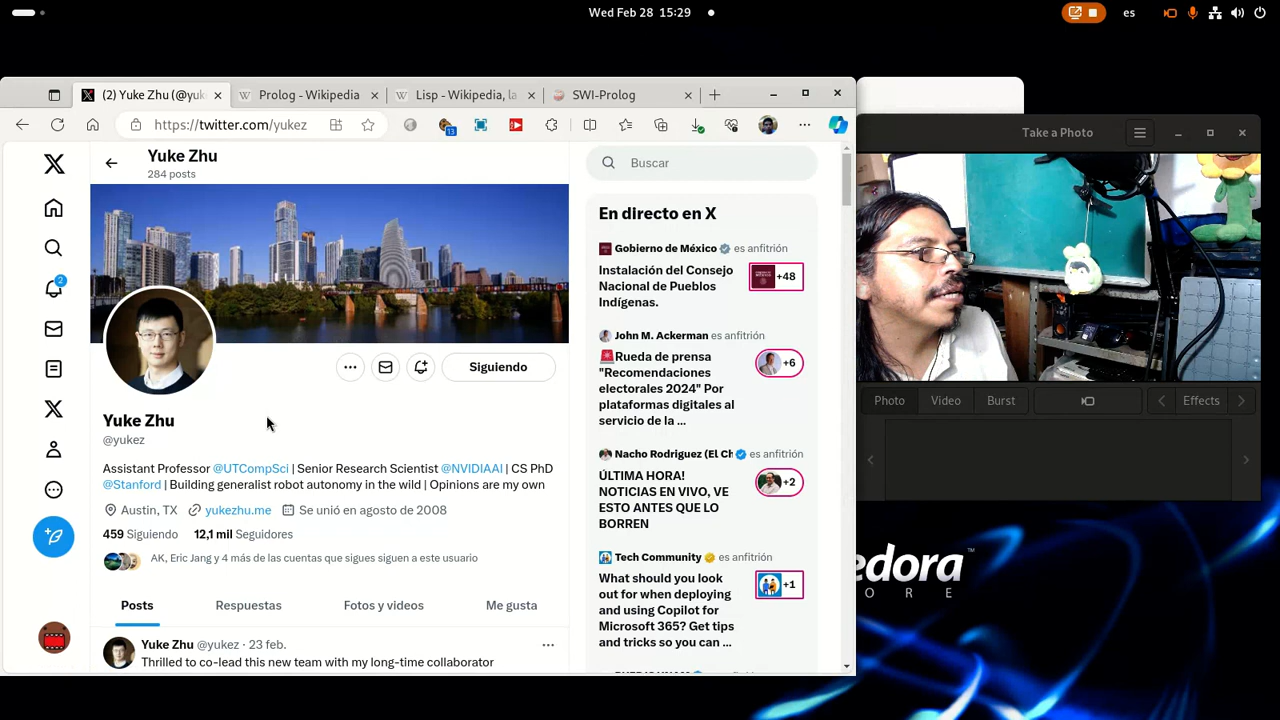 Wed Feb 28 15:29
es
(2) Yuke Zhu (@yuke
Prolog - Wikipedia
Lisp - Wikipedia, la
SWI-Prolog
https://twitter.com/yukez
13
Yuke Zhu
284 posts
Buscar
2
Siguiendo
Yuke Zhu
@yukez
Assistant Professor @UTCompSci | Senior Research Scientist @NVIDIAAI | CS PhD
@Stanford | Building generalist robot autonomy in the wild | Opinions are my own
Austin, TX yukezhu.me Se unió en agosto de 2008
459 Siguiendo 12,1 mil Seguidores
AK, Eric Jang y 4 más de las cuentas que sigues siguen a este usuario
Posts
Respuestas
Fotos y videos
Me gusta
Yuke Zhu @yukez · 23 feb.
Thrilled to co-lead this new team with my long-time collaborator
En directo en X
Gobierno de México es anfitrión
Instalación del Consejo
Nacional de Pueblos
Indígenas.
+48
John M. Ackerman es anfitrión
Rueda de prensa
"Recomendaciones
electorales 2024" Por
plataformas digitales al
servicio de la ...
+6
Nacho Rodriguez (El Ch es anfitrión
ÚLTIMA HORA!
NOTICIAS EN VIVO, VE
ESTO ANTES QUE LO
BORREN
+2
Tech Community es anfitrión
What should you look
out for when deploying
and using Copilot for
Microsoft 365? Get tips
and tricks so you can ...
+1
Take a Photo
Photo
Video
Burst
Effects
edora™
ORE